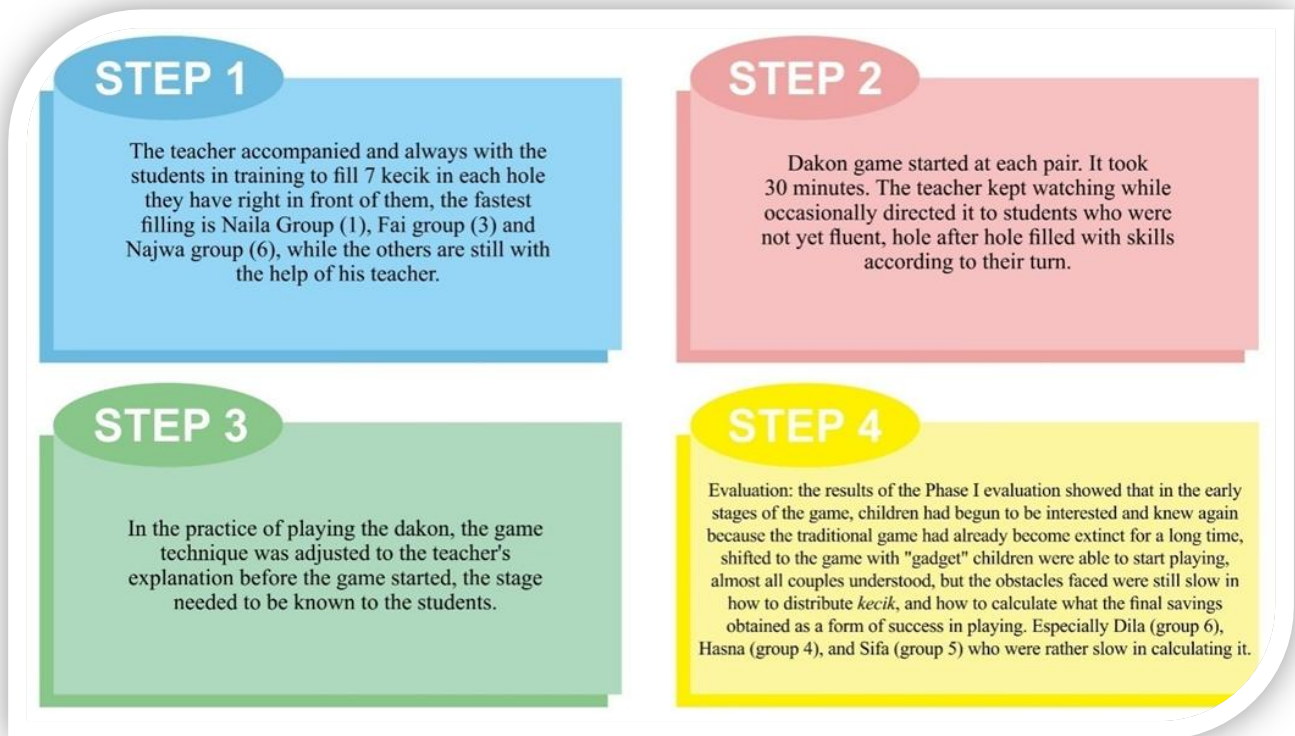 STEP 1
The teacher accompanied and always with the
students in training to fill 7 kecik in each hole
they have right in front of them, the fastest
filling is Naila Group (1), Fai group (3) and
Najwa group (6), while the others are still with
the help of his teacher.
STEP 2
Dakon game started at each pair. It took
30 minutes. The teacher kept watching while
occasionally directed it to students who were
not yet fluent, hole after hole filled with skills
according to their turn.
STEP 3
In the practice of playing the dakon, the game
technique was adjusted to the teacher's
explanation before the game started, the stage
needed to be known to the students.
STEP 4
Evaluation: the results of the Phase I evaluation showed that in the early
stages of the game, children had begun to be interested and knew again
because the traditional game had already become extinct for a long time,
shifted to the game with "gadget" children were able to start playing,
almost all couples understood, but the obstacles faced were still slow in
how to distribute kecik, and how to calculate what the final savings
obtained as a form of success in playing. Especially Dila (group 6),
Hasna (group 4), and Sifa (group 5) who were rather slow in calculating it.